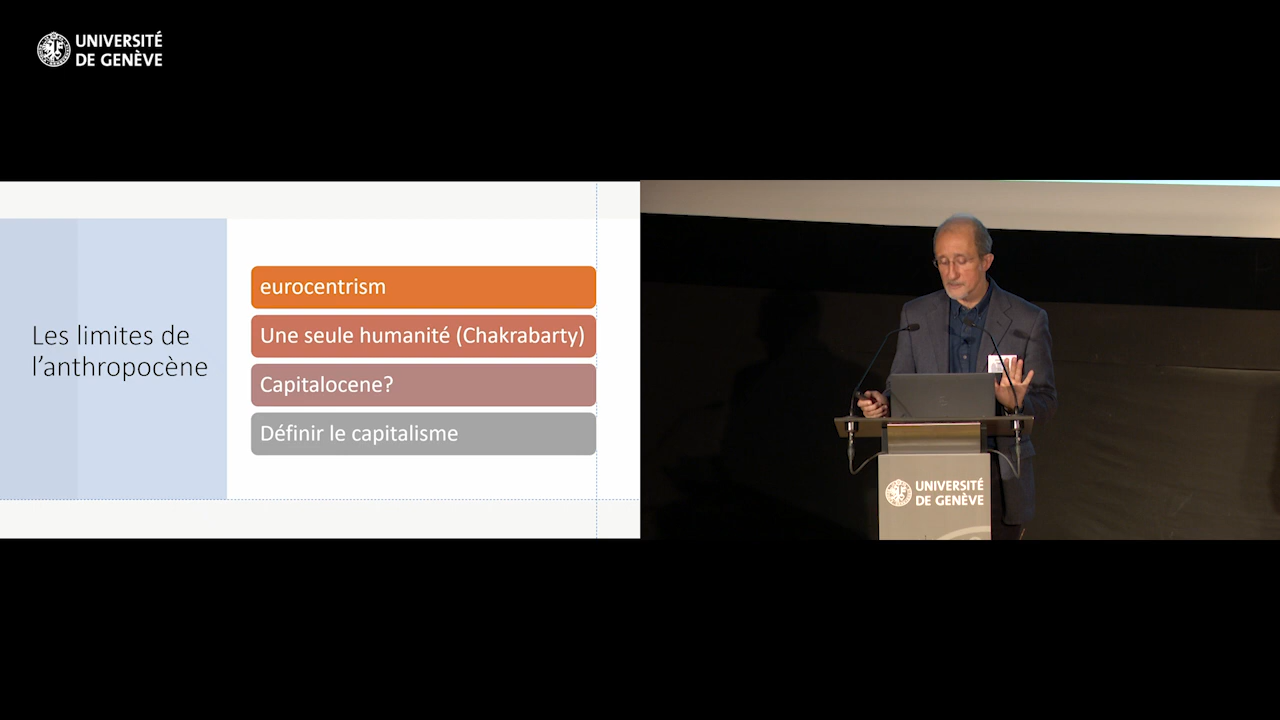 UNIVERSITÉ
DE GENÈVE
Les limites de
l’anthropocène
eurocentrism
Une seule humanité (Chakrabarty)
Capitalocene?
Définir le capitalisme
UNIVERSITÉ
DE GENÈVE